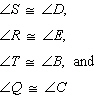 ∠S ≅ ∠D,
∠R ≅ ∠E,
∠T ≅ ∠B, and
∠Q ≅ ∠C